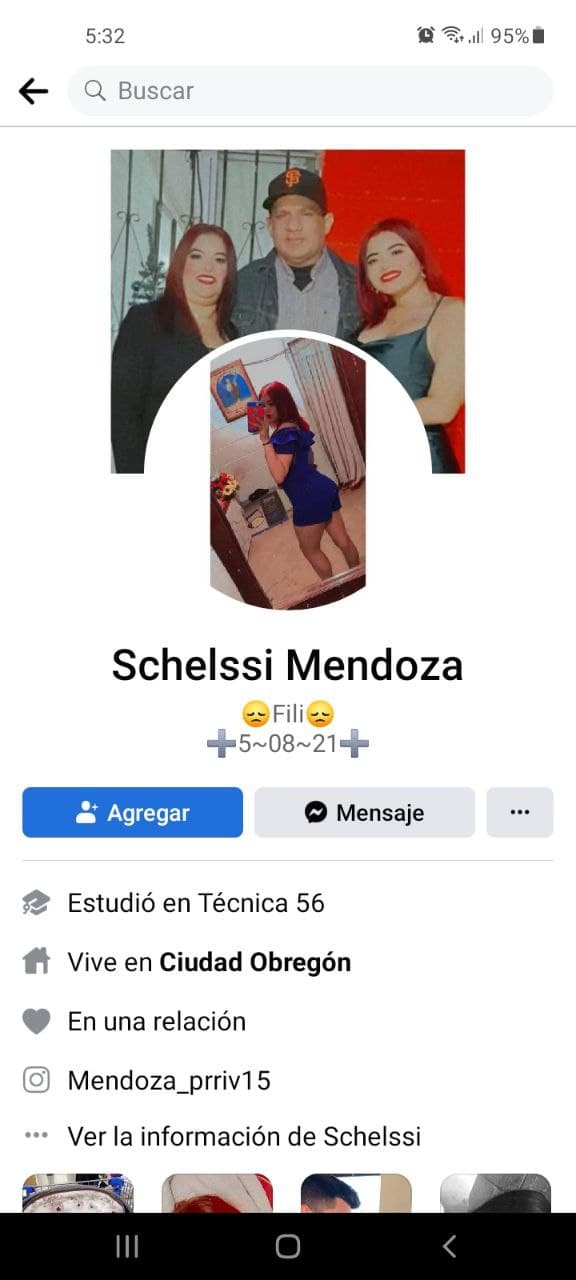 5:32
95%
Buscar
SF
Schelssi Mendoza
😞Fili😞
➕5~08~21➕
Agregar
Mensaje
Estudió en Técnica 56
Vive en Ciudad Obregón
En una relación
Mendoza_prriv15
Ver la información de Schelssi